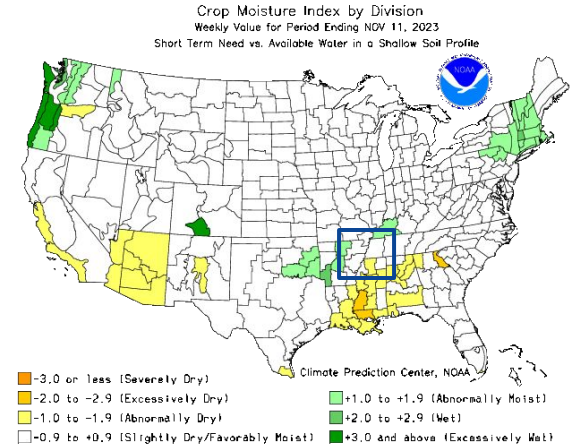 Crop Moisture Index by Division
Weekly Value for Period Ending NOV 11, 2023
Short Term Need vs. Available Water in a Shallow Soil Profile
NOAA
Climate Prediction Center, NOAA
-3.0 or less (Severely Dry)
-2.0 to -2.9 (Excessively Dry)
-1.0 to -1.9 (Abnormally Dry)
-0.9 to +0.9 (Slightly Dry/Favorably Moist)
+1.0 to +1.9 (Abnormally Moist)
+2.0 to +2.9 (Wet)
+3.0 and above (Excessively Wet)